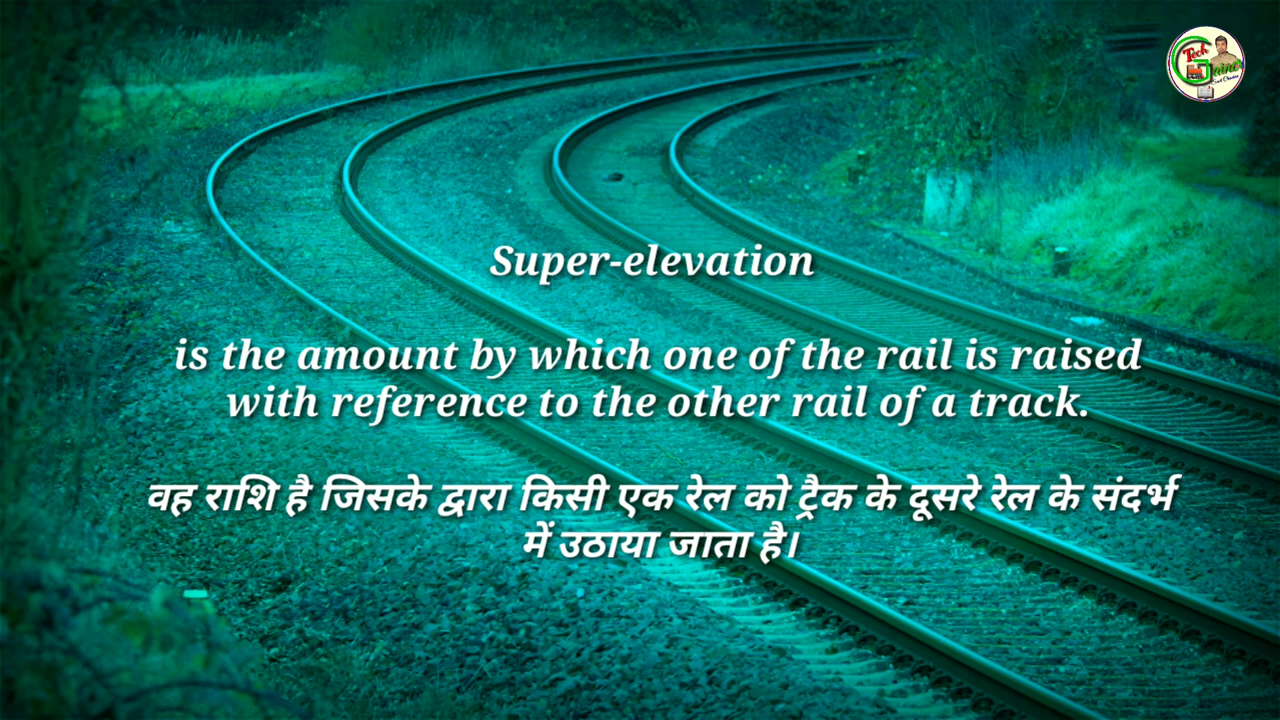 Tech
Super-elevation
is the amount by which one of the rail is raised
with reference to the other rail of a track.
वह राशि है जिसके द्वारा किसी एक रेल को ट्रैक के दूसरे रेल के संदर्भ
में उठाया जाता है।